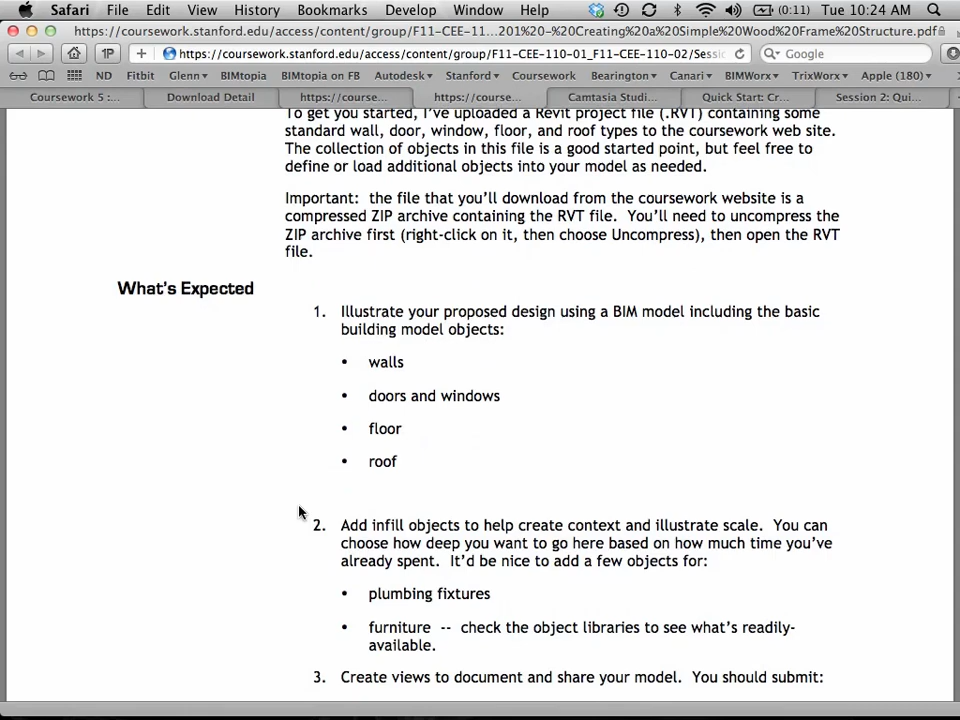 Safari File Edit View History Bookmarks Develop Window Help (0:11) Tue 10:24 AM
https://coursework.stanford.edu/access/content/group/F11-CEE-11...201%20-%20Creating%20a%20Simple%20Wood%20Frame%20Structure.pdf
1P + https://coursework.stanford.edu/access/content/group/F11-CEE-110-01_F11-CEE-110-02/Sessi Google
ND Fitbit Glenn BIMtopia BIMtopia on FB Autodesk Stanford Coursework Bearington Canari BIMWorx TrixWorx Apple (180)
Coursework 5 :... Download Detail https://course... https://course... Camtasia Studi... Quick Start: Cr... Session 2: Qui...
To get you started, I've uploaded a Revit project file (.RVT) containing some
standard wall, door, window, floor, and roof types to the coursework web site.
The collection of objects in this file is a good started point, but feel free to
define or load additional objects into your model as needed.
Important: the file that you'll download from the coursework website is a
compressed ZIP archive containing the RVT file. You'll need to uncompress the
ZIP archive first (right-click on it, then choose Uncompress), then open the RVT
file.
What's Expected
1. Illustrate your proposed design using a BIM model including the basic
building model objects:
• walls
• doors and windows
• floor
• roof
2. Add infill objects to help create context and illustrate scale. You can
choose how deep you want to go here based on how much time you've
already spent. It'd be nice to add a few objects for:
• plumbing fixtures
• furniture -- check the object libraries to see what's readily-
available.
3. Create views to document and share your model. You should submit: